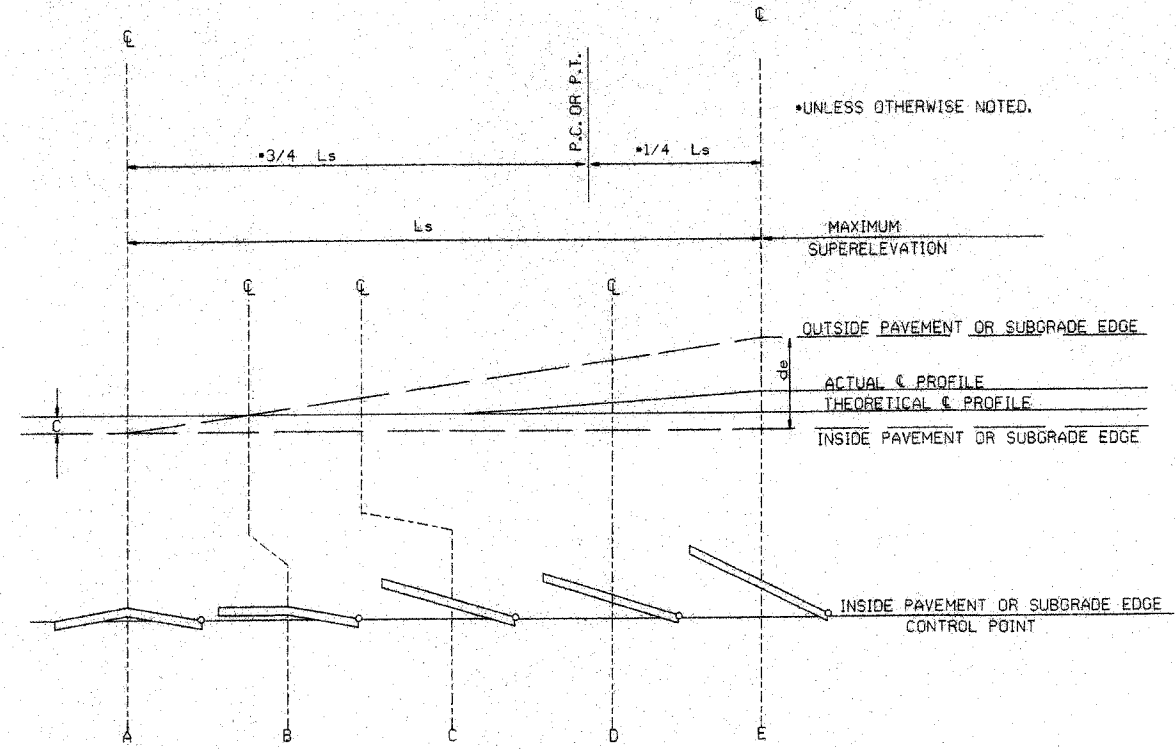 ℄
℄
P.C. OR P.T.
*UNLESS OTHERWISE NOTED.
*3/4 Ls
*1/4 Ls
Ls
MAXIMUM
SUPERELEVATION
℄
℄
℄
OUTSIDE PAVEMENT OR SUBGRADE EDGE
de
ACTUAL ℄ PROFILE
THEORETICAL ℄ PROFILE
C
INSIDE PAVEMENT OR SUBGRADE EDGE
INSIDE PAVEMENT OR SUBGRADE EDGE
CONTROL POINT
A
B
C
D
E